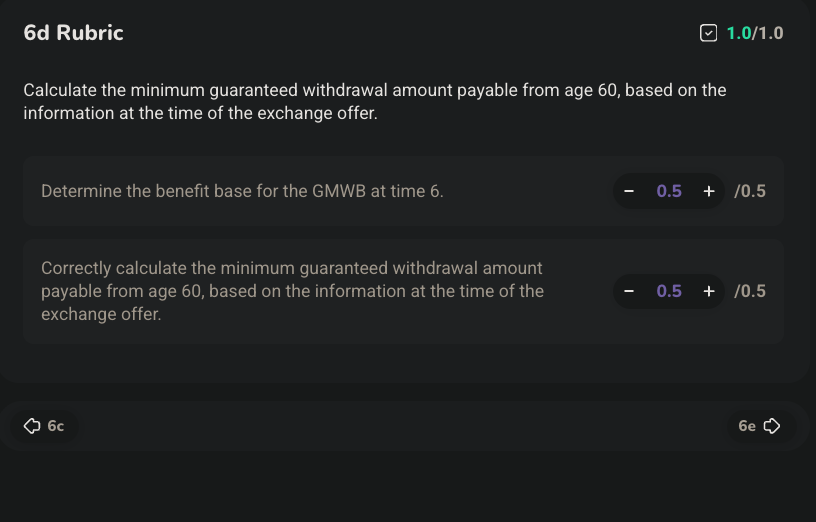 6d Rubric
1.0/1.0
Calculate the minimum guaranteed withdrawal amount payable from age 60, based on the
information at the time of the exchange offer.
Determine the benefit base for the GMWB at time 6.
− 0.5 + /0.5
Correctly calculate the minimum guaranteed withdrawal amount
payable from age 60, based on the information at the time of the
exchange offer.
− 0.5 + /0.5
6c
6e